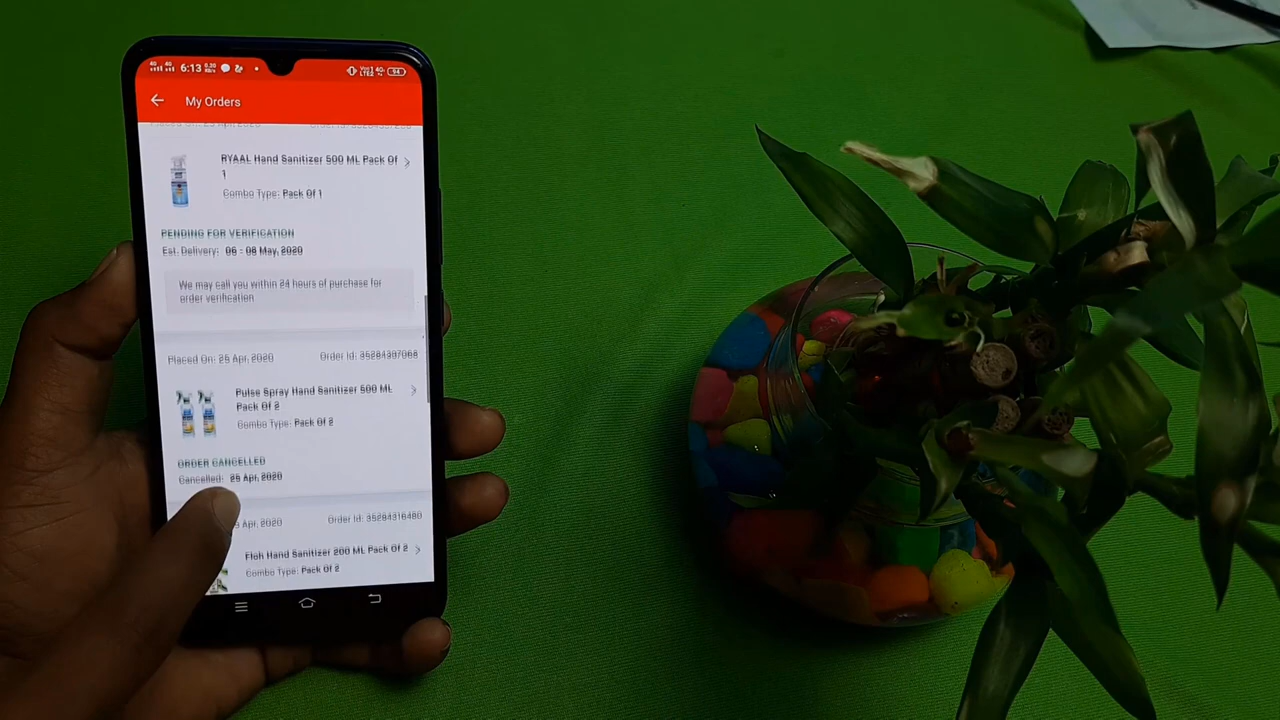 6:13
My Orders
RYAAL Hand Sanitizer 500 ML Pack Of
1
Combo Type: Pack Of 1
PENDING FOR VERIFICATION
Est. Delivery: 06 - 08 May, 2020
We may call you within 24 hours of purchase for
order verification
Placed On: 25 Apr, 2020 Order Id: 35284397068
Pulse Spray Hand Sanitizer 500 ML
Pack Of 2
Combo Type: Pack Of 2
ORDER CANCELLED
Cancelled: 25 Apr, 2020
Apr, 2020 Order Id: 35284316480
Floh Hand Sanitizer 200 ML Pack Of 2
Combo Type: Pack Of 2